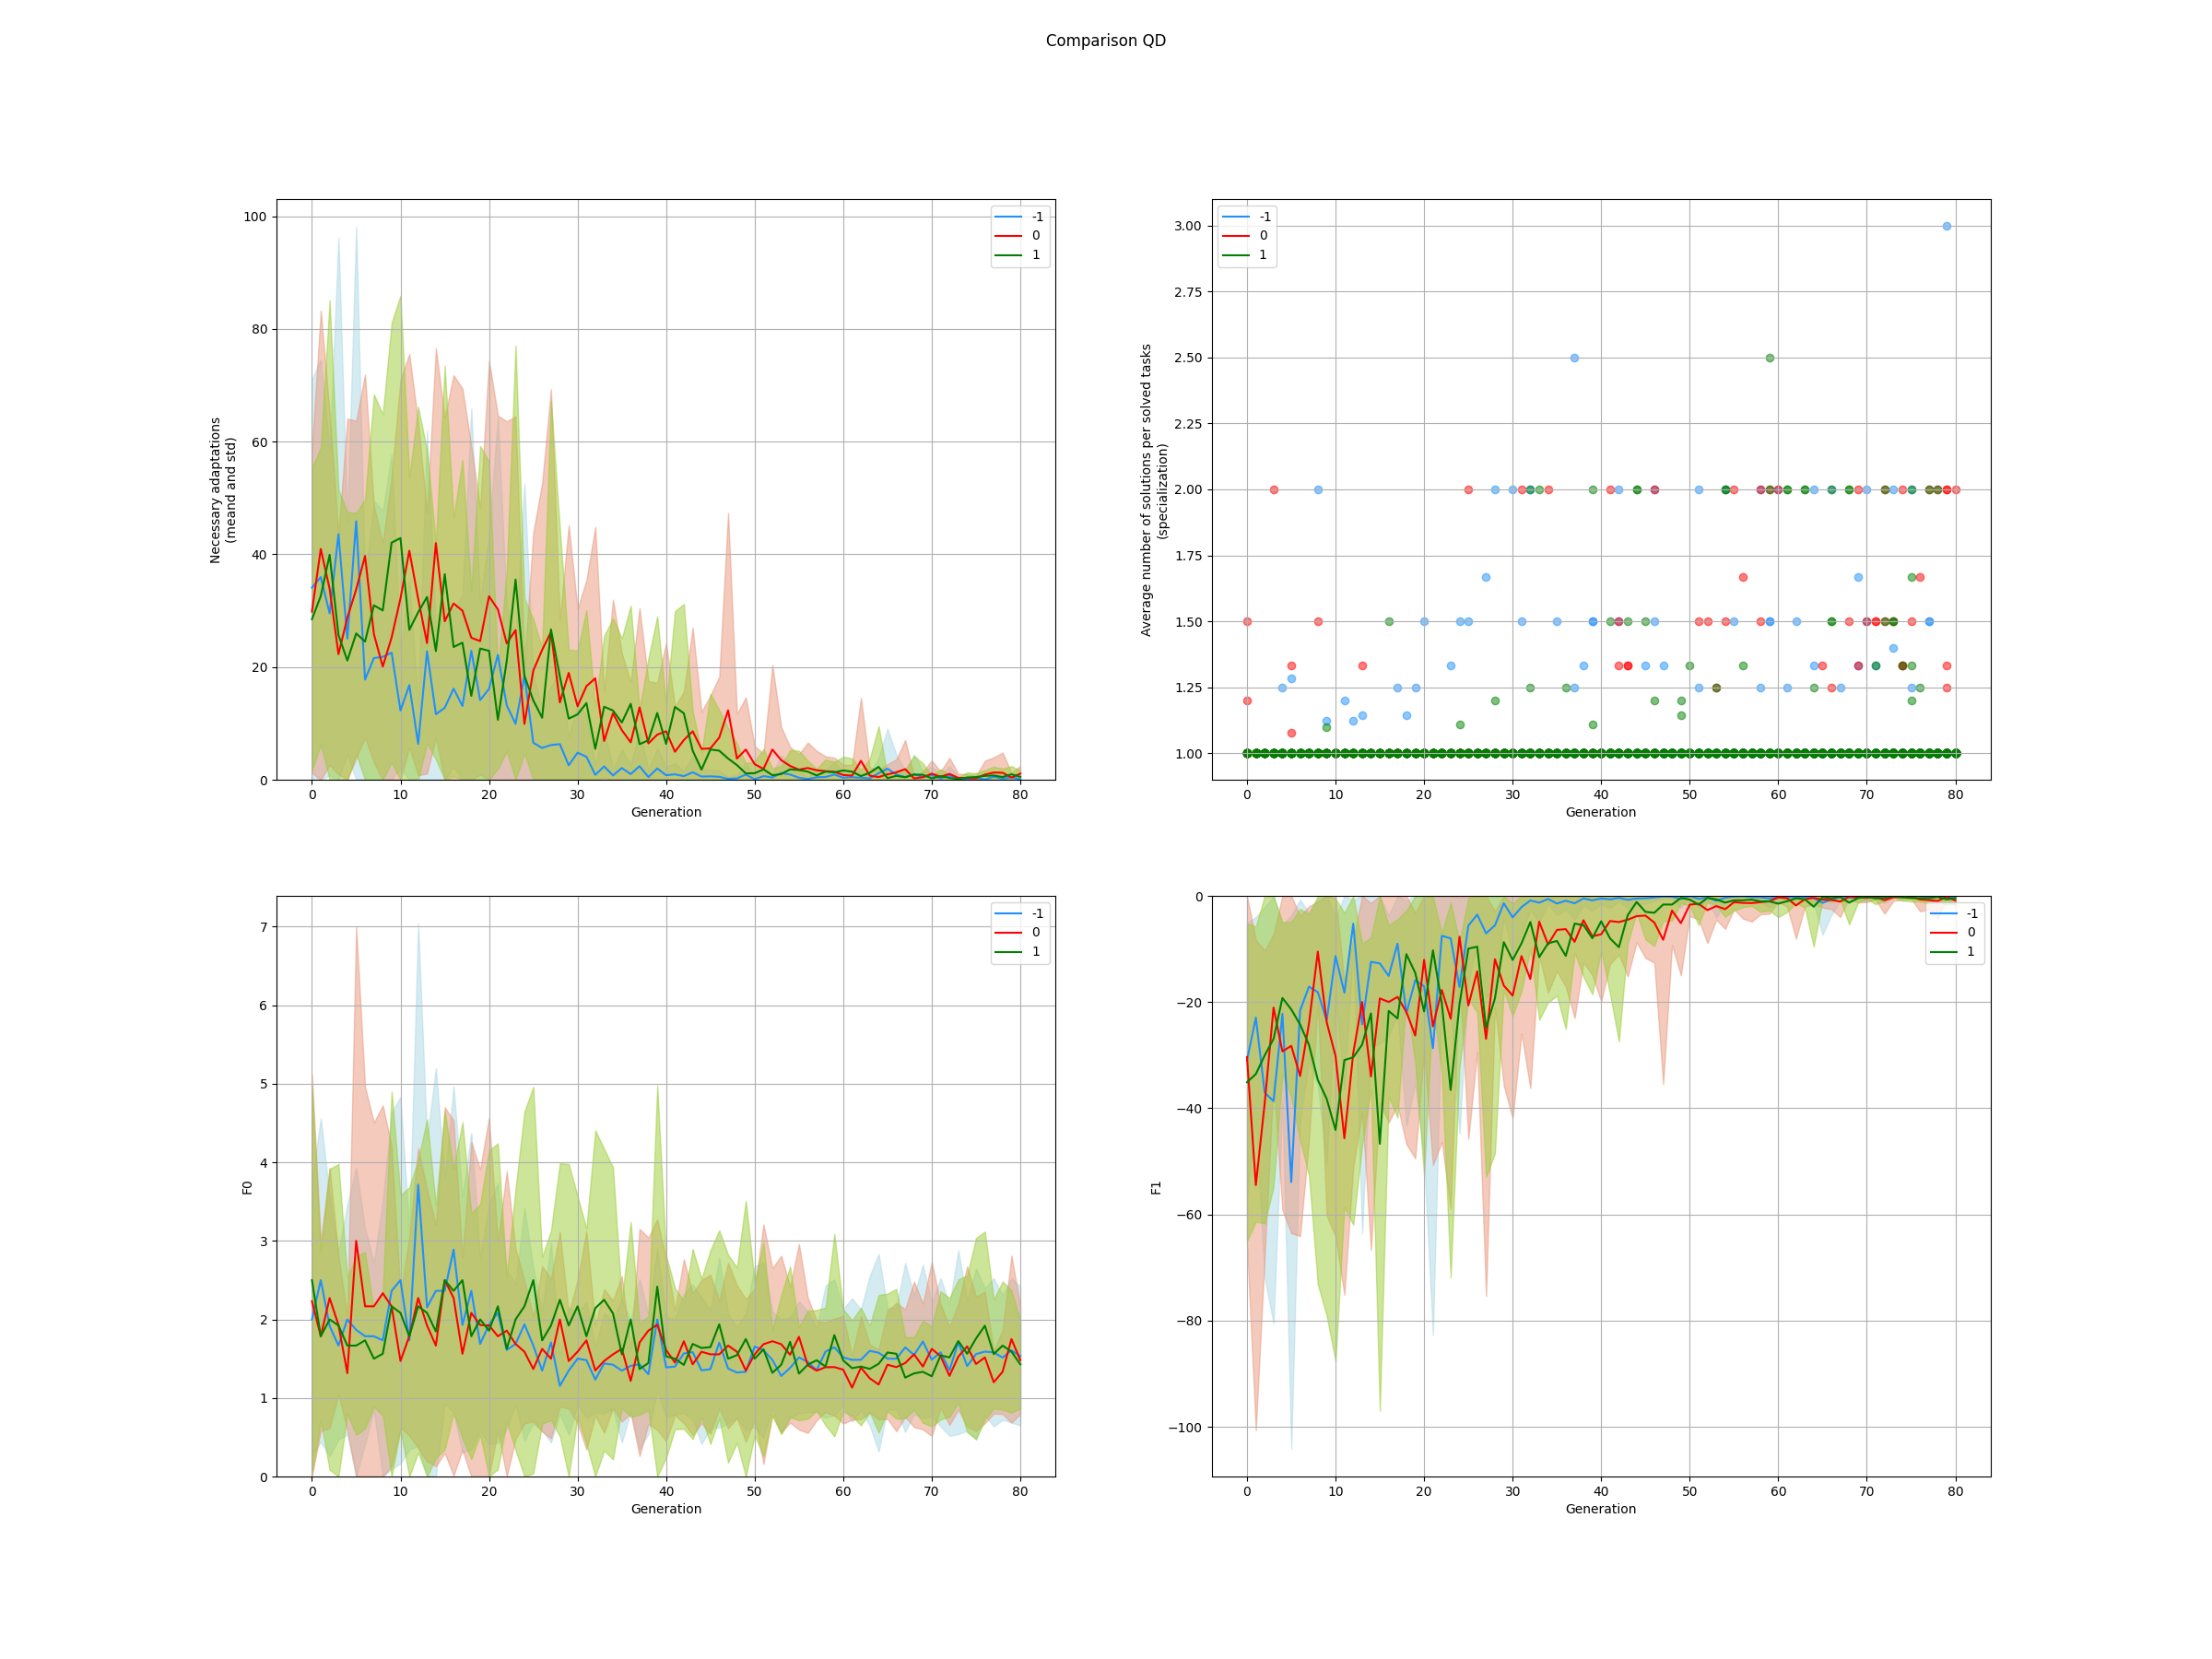 Comparison QD
100
80
60
40
20
0
Necessary adaptations
(meand and std)
-1
0
1
0 10 20 30 40 50 60 70 80
Generation
3.00
2.75
2.50
2.25
2.00
1.75
1.50
1.25
1.00
Average number of solutions per solved tasks
(specialization)
-1
0
1
0 10 20 30 40 50 60 70 80
Generation
7
6
5
4
3
2
1
0
F0
-1
0
1
0 10 20 30 40 50 60 70 80
Generation
0
−20
−40
−60
−80
−100
F1
-1
0
1
0 10 20 30 40 50 60 70 80
Generation